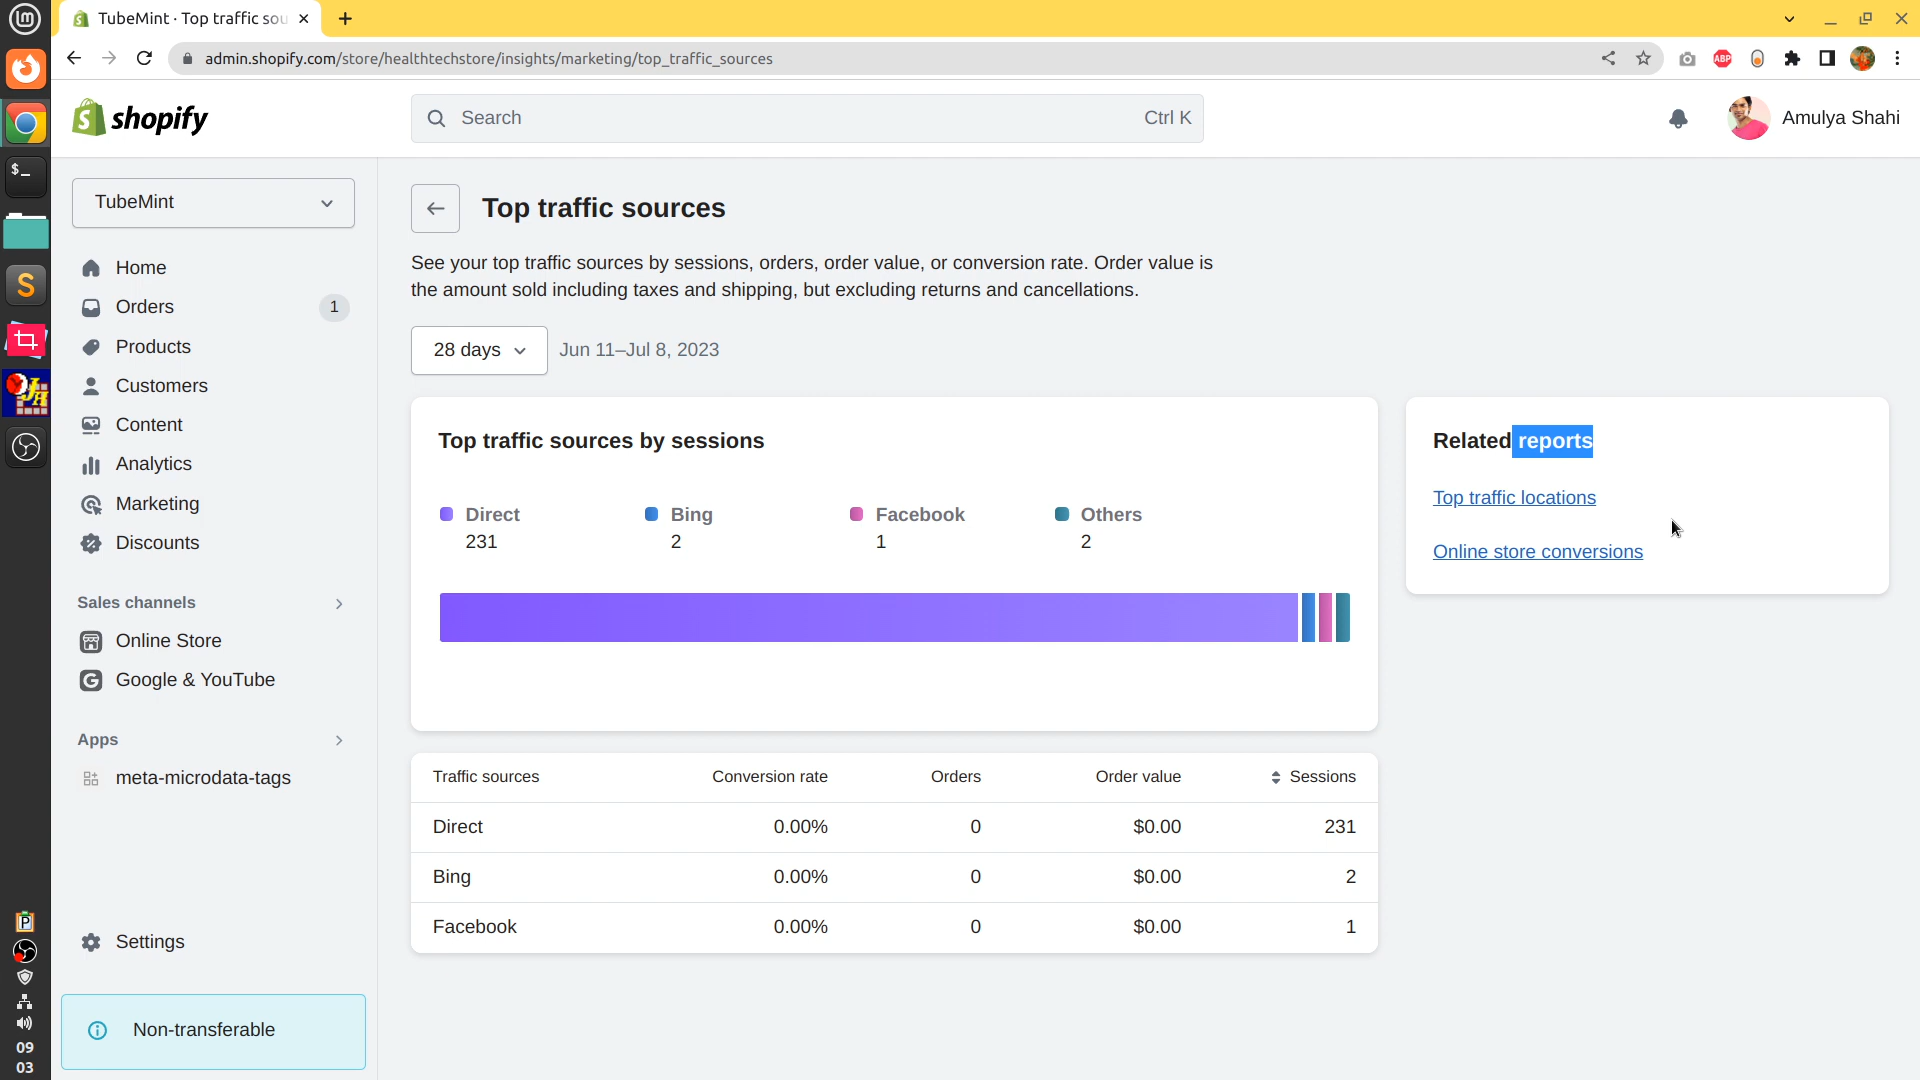 TubeMint · Top traffic sou
admin.shopify.com/store/healthtechstore/insights/marketing/top_traffic_sources
ABP
shopify
Search
Ctrl K
Amulya Shahi
TubeMint
Home
Orders
1
Products
Customers
Content
Analytics
Marketing
Discounts
Sales channels
Online Store
Google & YouTube
Apps
meta-microdata-tags
Settings
Non-transferable
Top traffic sources
See your top traffic sources by sessions, orders, order value, or conversion rate. Order value is
the amount sold including taxes and shipping, but excluding returns and cancellations.
28 days
Jun 11–Jul 8, 2023
Top traffic sources by sessions
Direct Bing Facebook Others
231 2 1 2
Traffic sources Conversion rate Orders Order value Sessions
Direct 0.00% 0 $0.00 231
Bing 0.00% 0 $0.00 2
Facebook 0.00% 0 $0.00 1
Related reports
Top traffic locations
Online store conversions
09
03